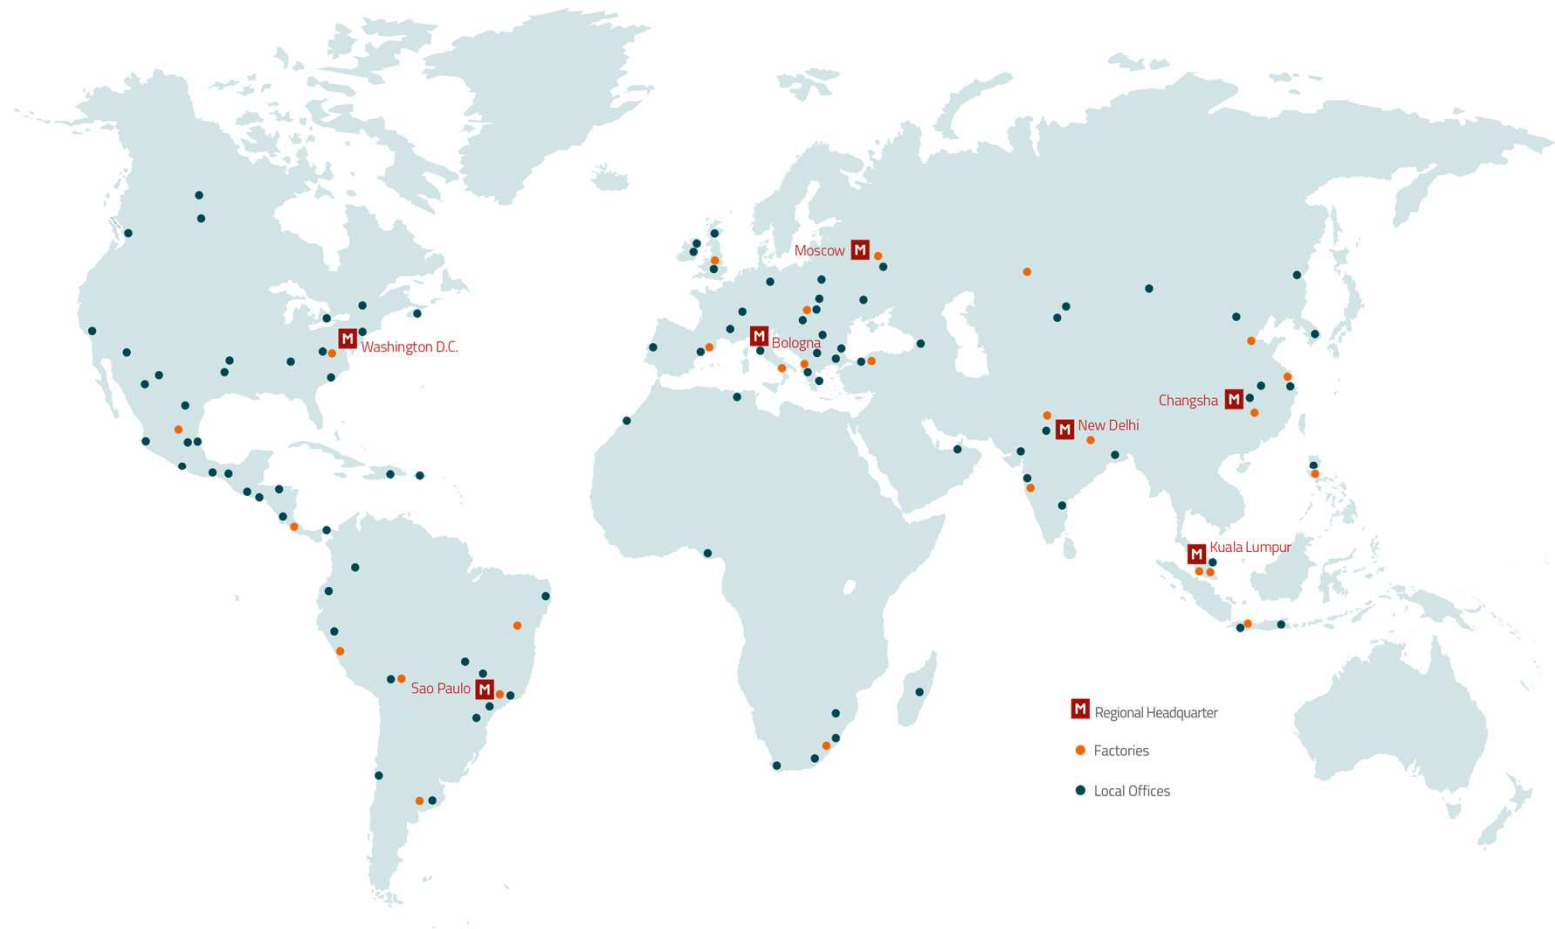 Moscow M
M
Washington D.C.
M
Bologna
Changsha M
M New Delhi
M Kuala Lumpur
Sao Paulo M
M Regional Headquarter
Factories
Local Offices